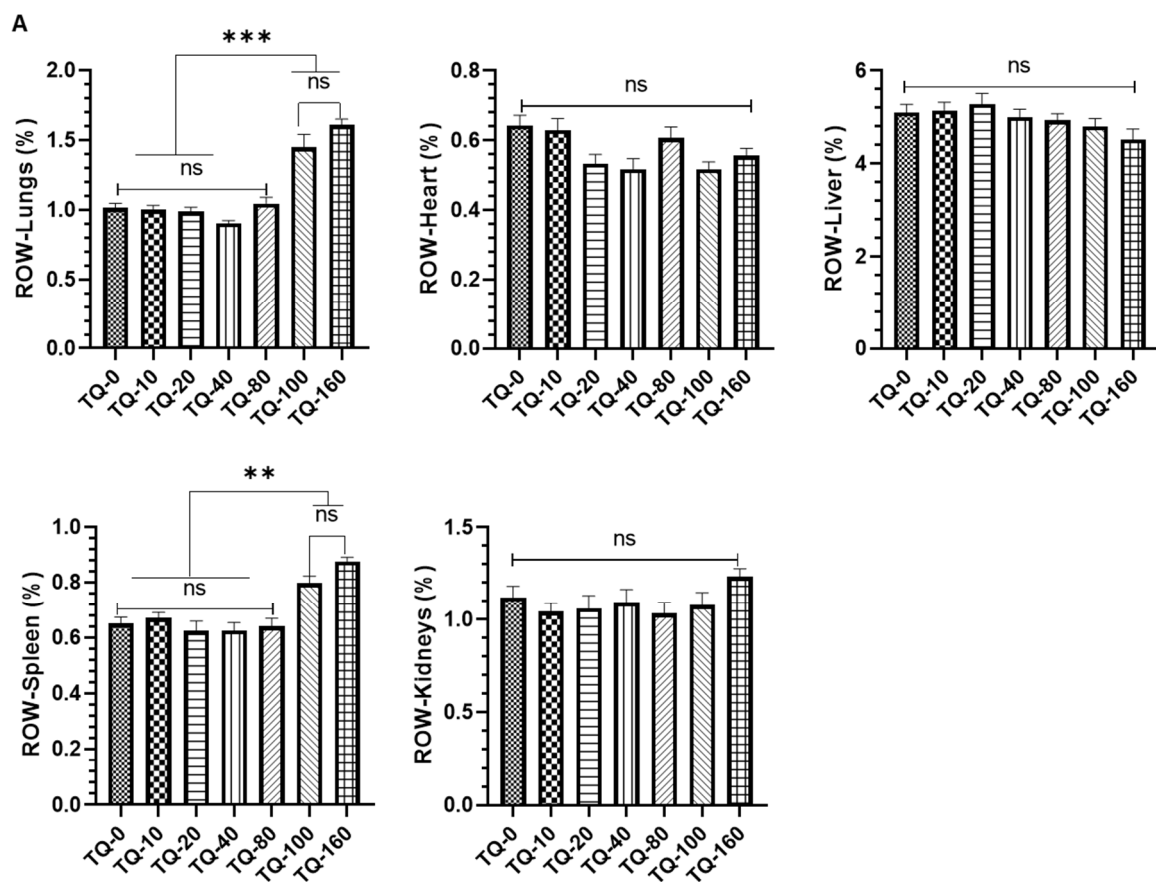 A
***
ns
ns
ROW-Lungs (%)
2.0
1.5
1.0
0.5
0.0
TQ-0
TQ-10
TQ-20
TQ-40
TQ-80
TQ-100
TQ-160
ns
ROW-Heart (%)
0.8
0.6
0.4
0.2
0.0
TQ-0
TQ-10
TQ-20
TQ-40
TQ-80
TQ-100
TQ-160
ns
ROW-Liver (%)
6
4
2
0
TQ-0
TQ-10
TQ-20
TQ-40
TQ-80
TQ-100
TQ-160
**
ns
ns
ROW-Spleen (%)
1.0
0.8
0.6
0.4
0.2
0.0
TQ-0
TQ-10
TQ-20
TQ-40
TQ-80
TQ-100
TQ-160
ns
ROW-Kidneys (%)
1.5
1.0
0.5
0.0
TQ-0
TQ-10
TQ-20
TQ-40
TQ-80
TQ-100
TQ-160